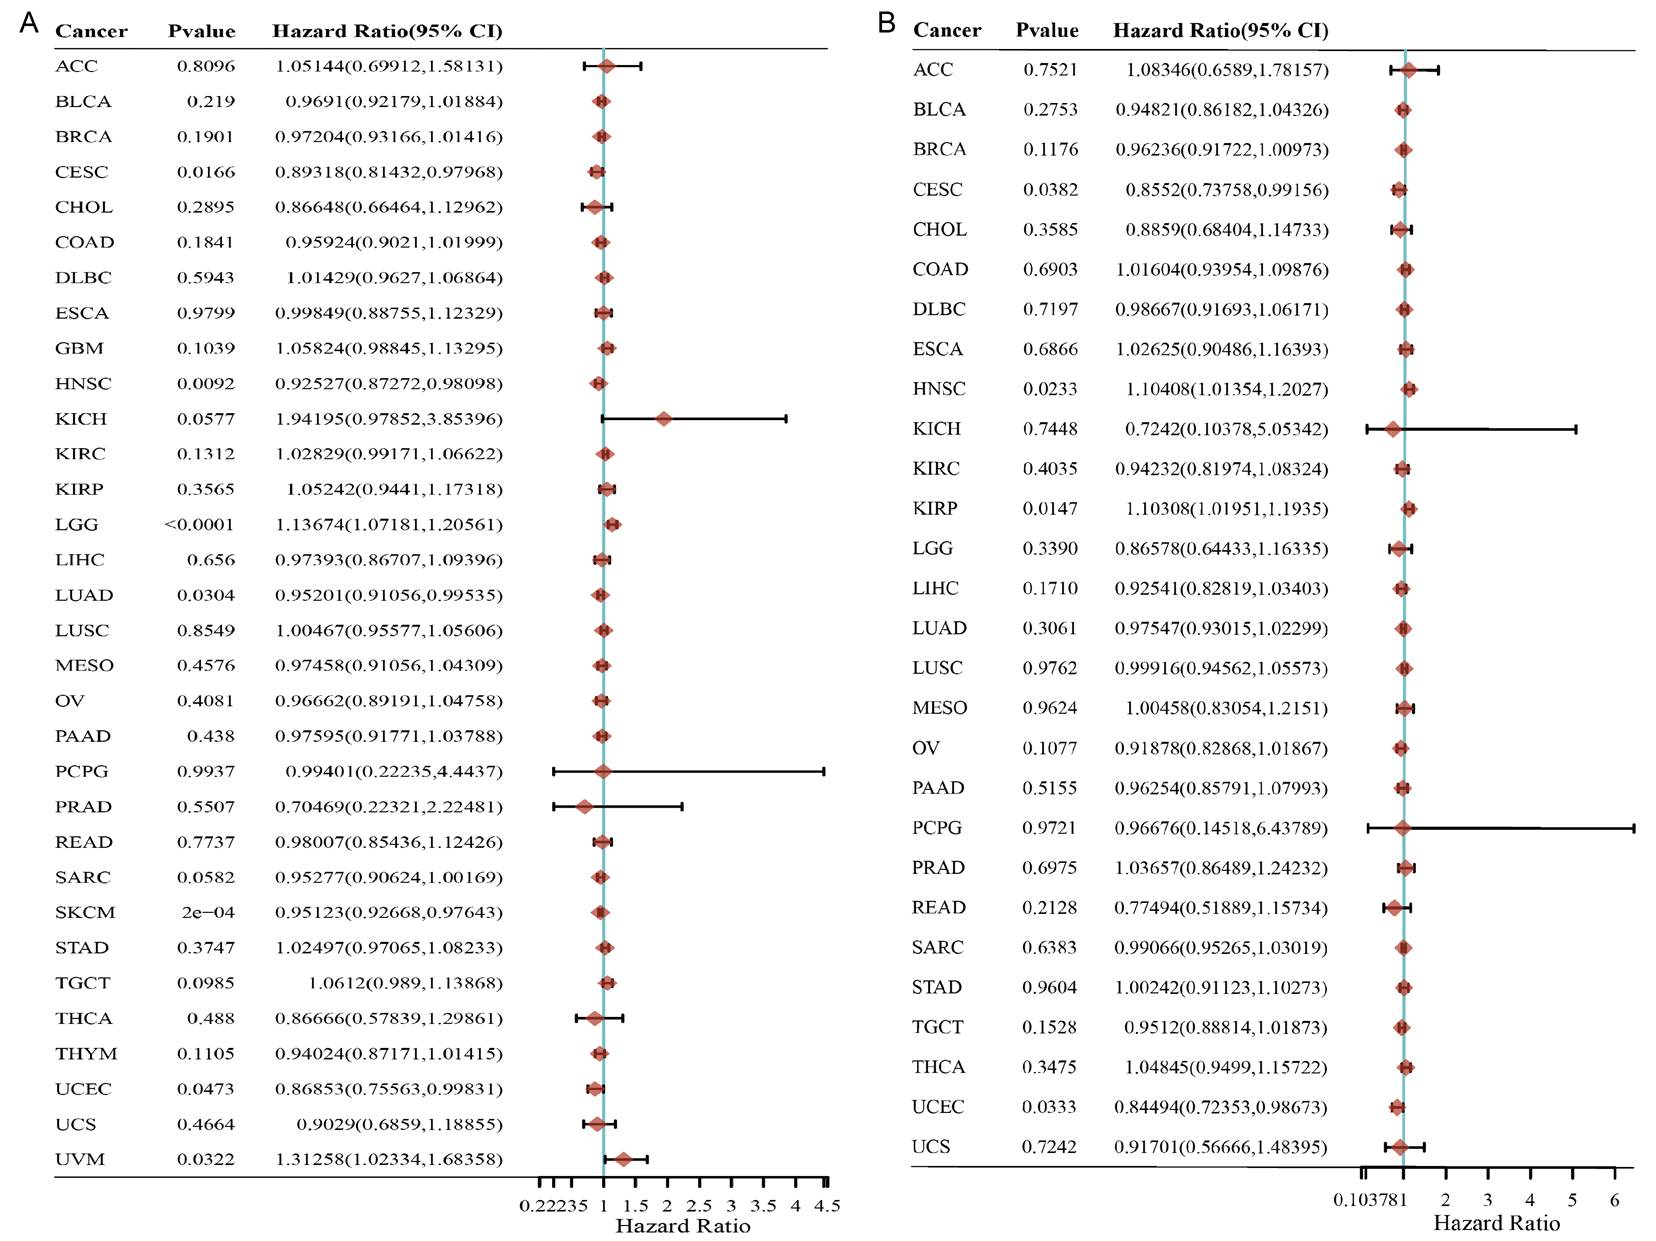 A
Cancer Pvalue Hazard Ratio(95% CI)
ACC 0.8096 1.05144(0.69912,1.58131)
BLCA 0.219 0.9691(0.92179,1.01884)
BRCA 0.1901 0.97204(0.93166,1.01416)
CESC 0.0166 0.89318(0.81432,0.97968)
CHOL 0.2895 0.86648(0.66464,1.12962)
COAD 0.1841 0.95924(0.9021,1.01999)
DLBC 0.5943 1.01429(0.9627,1.06864)
ESCA 0.9799 0.99849(0.88755,1.12329)
GBM 0.1039 1.05824(0.98845,1.13295)
HNSC 0.0092 0.92527(0.87272,0.98098)
KICH 0.0577 1.94195(0.97852,3.85396)
KIRC 0.1312 1.02829(0.99171,1.06622)
KIRP 0.3565 1.05242(0.9441,1.17318)
LGG <0.0001 1.13674(1.07181,1.20561)
LIHC 0.656 0.97393(0.86707,1.09396)
LUAD 0.0304 0.95201(0.91056,0.99535)
LUSC 0.8549 1.00467(0.95577,1.05606)
MESO 0.4576 0.97458(0.91056,1.04309)
OV 0.4081 0.96662(0.89191,1.04758)
PAAD 0.438 0.97595(0.91771,1.03788)
PCPG 0.9937 0.99401(0.22235,4.4437)
PRAD 0.5507 0.70469(0.22321,2.22481)
READ 0.7737 0.98007(0.85436,1.12426)
SARC 0.0582 0.95277(0.90624,1.00169)
SKCM 2e−04 0.95123(0.92668,0.97643)
STAD 0.3747 1.02497(0.97065,1.08233)
TGCT 0.0985 1.0612(0.989,1.13868)
THCA 0.488 0.86666(0.57839,1.29861)
THYM 0.1105 0.94024(0.87171,1.01415)
UCEC 0.0473 0.86853(0.75563,0.99831)
UCS 0.4664 0.9029(0.6859,1.18855)
UVM 0.0322 1.31258(1.02334,1.68358)
0.22235 1 1.5 2 2.5 3 3.5 4 4.5
Hazard Ratio
B
Cancer Pvalue Hazard Ratio(95% CI)
ACC 0.7521 1.08346(0.6589,1.78157)
BLCA 0.2753 0.94821(0.86182,1.04326)
BRCA 0.1176 0.96236(0.91722,1.00973)
CESC 0.0382 0.8552(0.73758,0.99156)
CHOL 0.3585 0.8859(0.68404,1.14733)
COAD 0.6903 1.01604(0.93954,1.09876)
DLBC 0.7197 0.98667(0.91693,1.06171)
ESCA 0.6866 1.02625(0.90486,1.16393)
HNSC 0.0233 1.10408(1.01354,1.2027)
KICH 0.7448 0.7242(0.10378,5.05342)
KIRC 0.4035 0.94232(0.81974,1.08324)
KIRP 0.0147 1.10308(1.01951,1.1935)
LGG 0.3390 0.86578(0.64433,1.16335)
LIHC 0.1710 0.92541(0.82819,1.03403)
LUAD 0.3061 0.97547(0.93015,1.02299)
LUSC 0.9762 0.99916(0.94562,1.05573)
MESO 0.9624 1.00458(0.83054,1.2151)
OV 0.1077 0.91878(0.82868,1.01867)
PAAD 0.5155 0.96254(0.85791,1.07993)
PCPG 0.9721 0.96676(0.14518,6.43789)
PRAD 0.6975 1.03657(0.86489,1.24232)
READ 0.2128 0.77494(0.51889,1.15734)
SARC 0.6383 0.99066(0.95265,1.03019)
STAD 0.9604 1.00242(0.91123,1.10273)
TGCT 0.1528 0.9512(0.88814,1.01873)
THCA 0.3475 1.04845(0.9499,1.15722)
UCEC 0.0333 0.84494(0.72353,0.98673)
UCS 0.7242 0.91701(0.56666,1.48395)
0.10378 1 2 3 4 5 6
Hazard Ratio